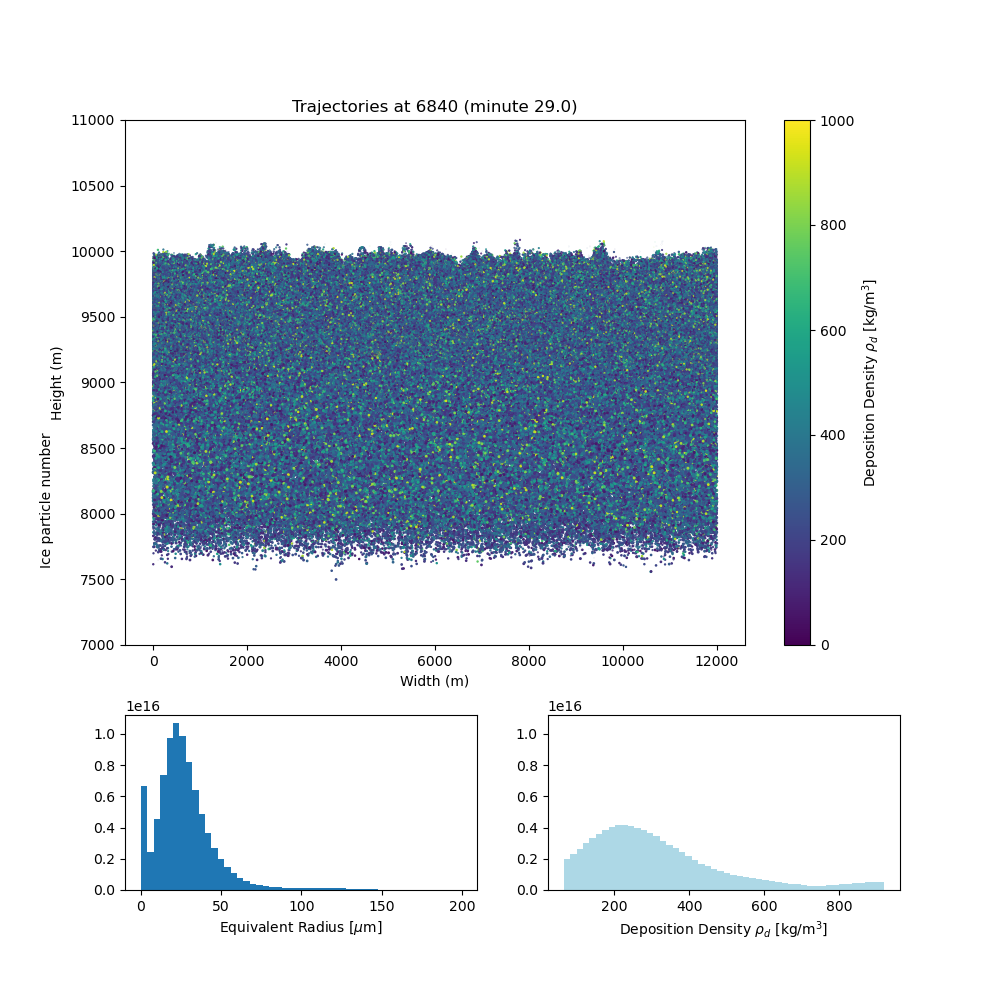 Trajectories at 6840 (minute 29.0)
11000
10500
10000
9500
9000
8500
8000
7500
7000
Height (m)
Ice particle number
0 2000 4000 6000 8000 10000 12000
Width (m)
1000
800
600
400
200
0
Deposition Density ρd [kg/m³]
1e16
1.0
0.8
0.6
0.4
0.2
0.0
0 50 100 150 200
Equivalent Radius [μm]
1e16
1.0
0.8
0.6
0.4
0.2
0.0
200 400 600 800
Deposition Density ρd [kg/m³]